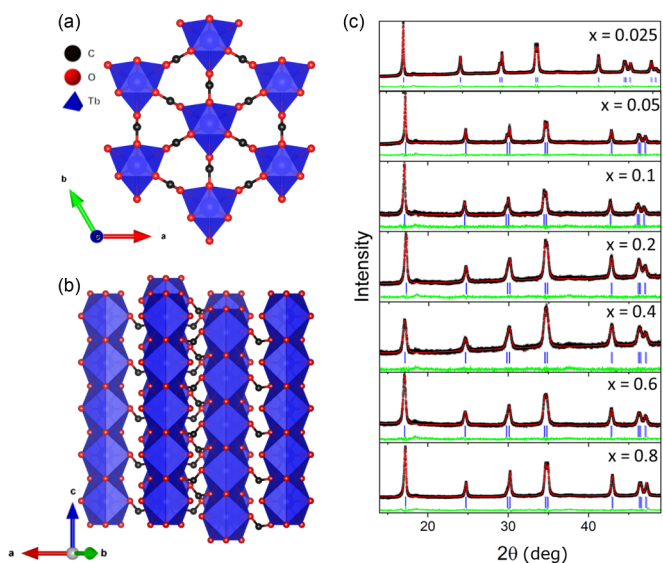 (a)
C
O
Tb
b
c
a
(b)
c
a
b
(c)
x = 0.025
x = 0.05
x = 0.1
x = 0.2
x = 0.4
x = 0.6
x = 0.8
Intensity
20 30 40
2θ (deg)